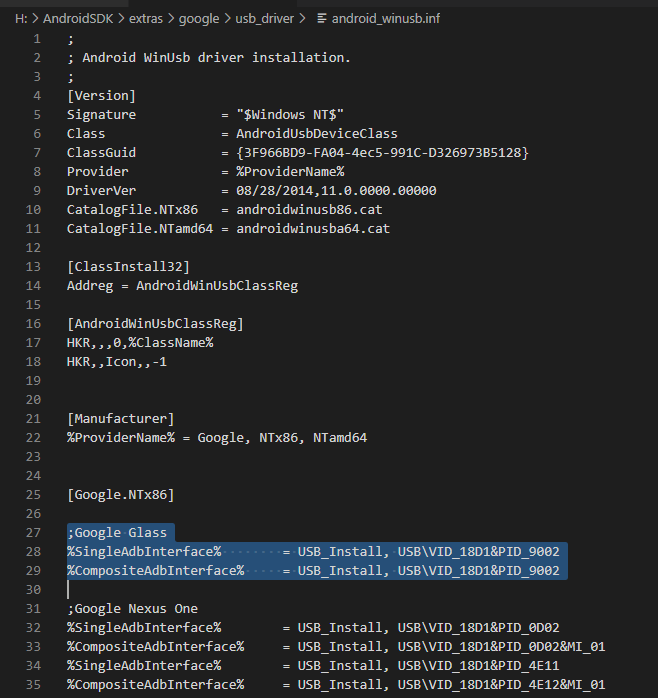 H: > AndroidSDK > extras > google > usb_driver > android_winusb.inf
1 ;
2 ; Android WinUsb driver installation.
3 ;
4 [Version]
5 Signature = "$Windows NT$"
6 Class = AndroidUsbDeviceClass
7 ClassGuid = {3F966BD9-FA04-4ec5-991C-D326973B5128}
8 Provider = %ProviderName%
9 DriverVer = 08/28/2014,11.0.0000.00000
10 CatalogFile.NTx86 = androidwinusb86.cat
11 CatalogFile.NTamd64 = androidwinusba64.cat
12
13 [ClassInstall32]
14 Addreg = AndroidWinUsbClassReg
15
16 [AndroidWinUsbClassReg]
17 HKR,,,0,%ClassName%
18 HKR,,Icon,,-1
19
20
21 [Manufacturer]
22 %ProviderName% = Google, NTx86, NTamd64
23
24
25 [Google.NTx86]
26
27 ;Google Glass
28 %SingleAdbInterface% = USB_Install, USB\VID_18D1&PID_9002
29 %CompositeAdbInterface% = USB_Install, USB\VID_18D1&PID_9002
30
31 ;Google Nexus One
32 %SingleAdbInterface% = USB_Install, USB\VID_18D1&PID_0D02
33 %CompositeAdbInterface% = USB_Install, USB\VID_18D1&PID_0D02&MI_01
34 %SingleAdbInterface% = USB_Install, USB\VID_18D1&PID_4E11
35 %CompositeAdbInterface% = USB_Install, USB\VID_18D1&PID_4E12&MI_01